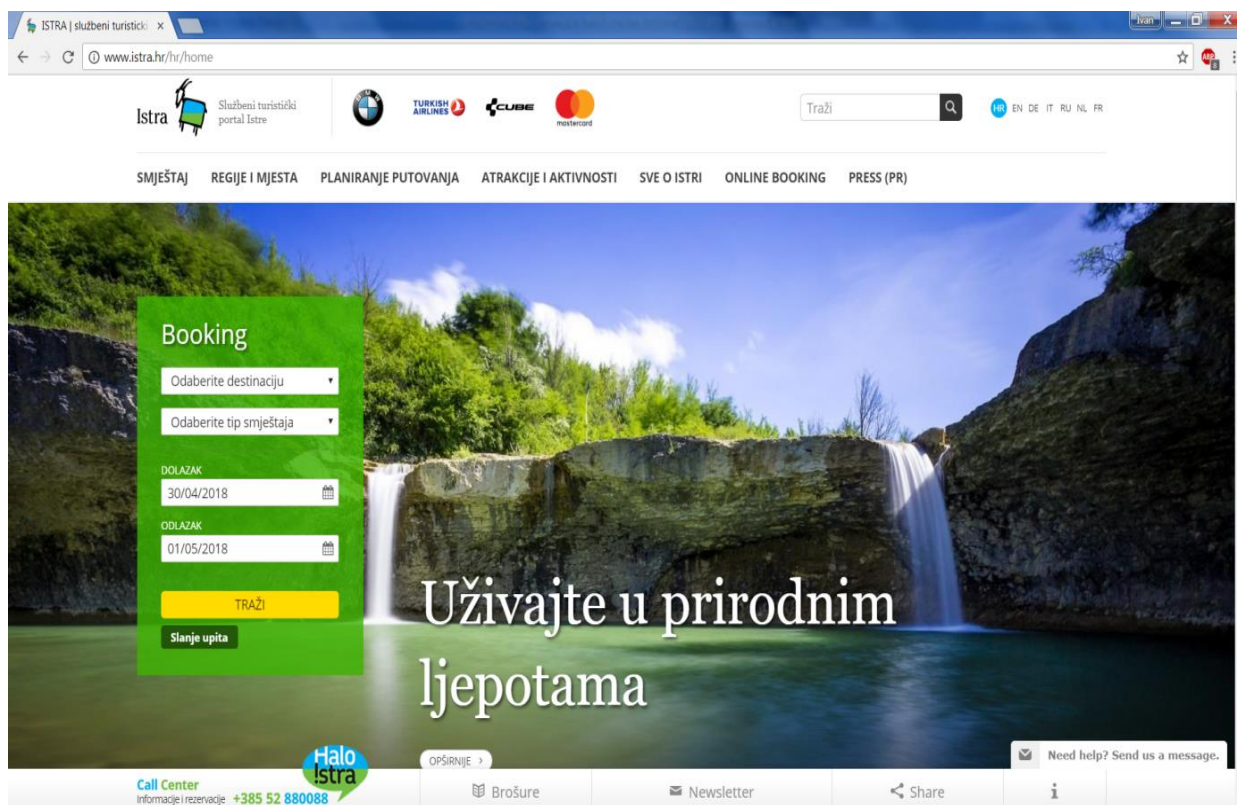 ISTRA | službeni turistički
Ivan
www.istra.hr/hr/home
ABP
8
Istra
Službeni turistički
portal Istre
BMW
TURKISH
AIRLINES
CUBE
mastercard
Traži
HR EN DE IT RU NL FR
SMJEŠTAJ REGIJE I MJESTA PLANIRANJE PUTOVANJA ATRAKCIJE I AKTIVNOSTI SVE O ISTRI ONLINE BOOKING PRESS (PR)
Booking
Odaberite destinaciju
Odaberite tip smještaja
DOLAZAK
30/04/2018
ODLAZAK
01/05/2018
TRAŽI
Slanje upita
Uživajte u prirodnim
ljepotama
OPŠIRNIJE >
Need help? Send us a message.
Call Center
Informacije i rezervacije +385 52 880088
Halo
Istra
Brošure
Newsletter
Share
i